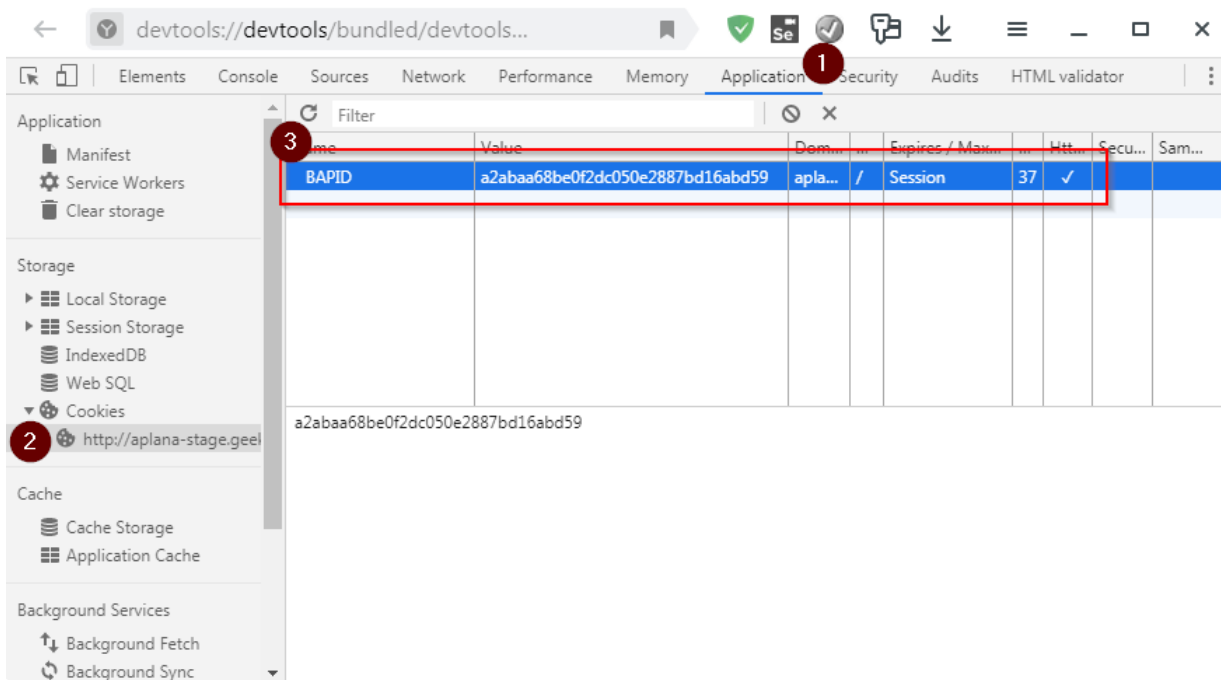 devtools://devtools/bundled/devtools...
Se
Elements Console Sources Network Performance Memory Application Security Audits HTML validator
1
Application
Manifest
Service Workers
Clear storage
Storage
Local Storage
Session Storage
IndexedDB
Web SQL
Cookies
2
http://aplana-stage.geek
Cache
Cache Storage
Application Cache
Background Services
Background Fetch
Background Sync
Filter
3
me Value Dom... ... Expires / Max... ... Htt... Secu... Sam...
BAPID a2abaa68be0f2dc050e2887bd16abd59 apla... / Session 37 ✓
a2abaa68be0f2dc050e2887bd16abd59